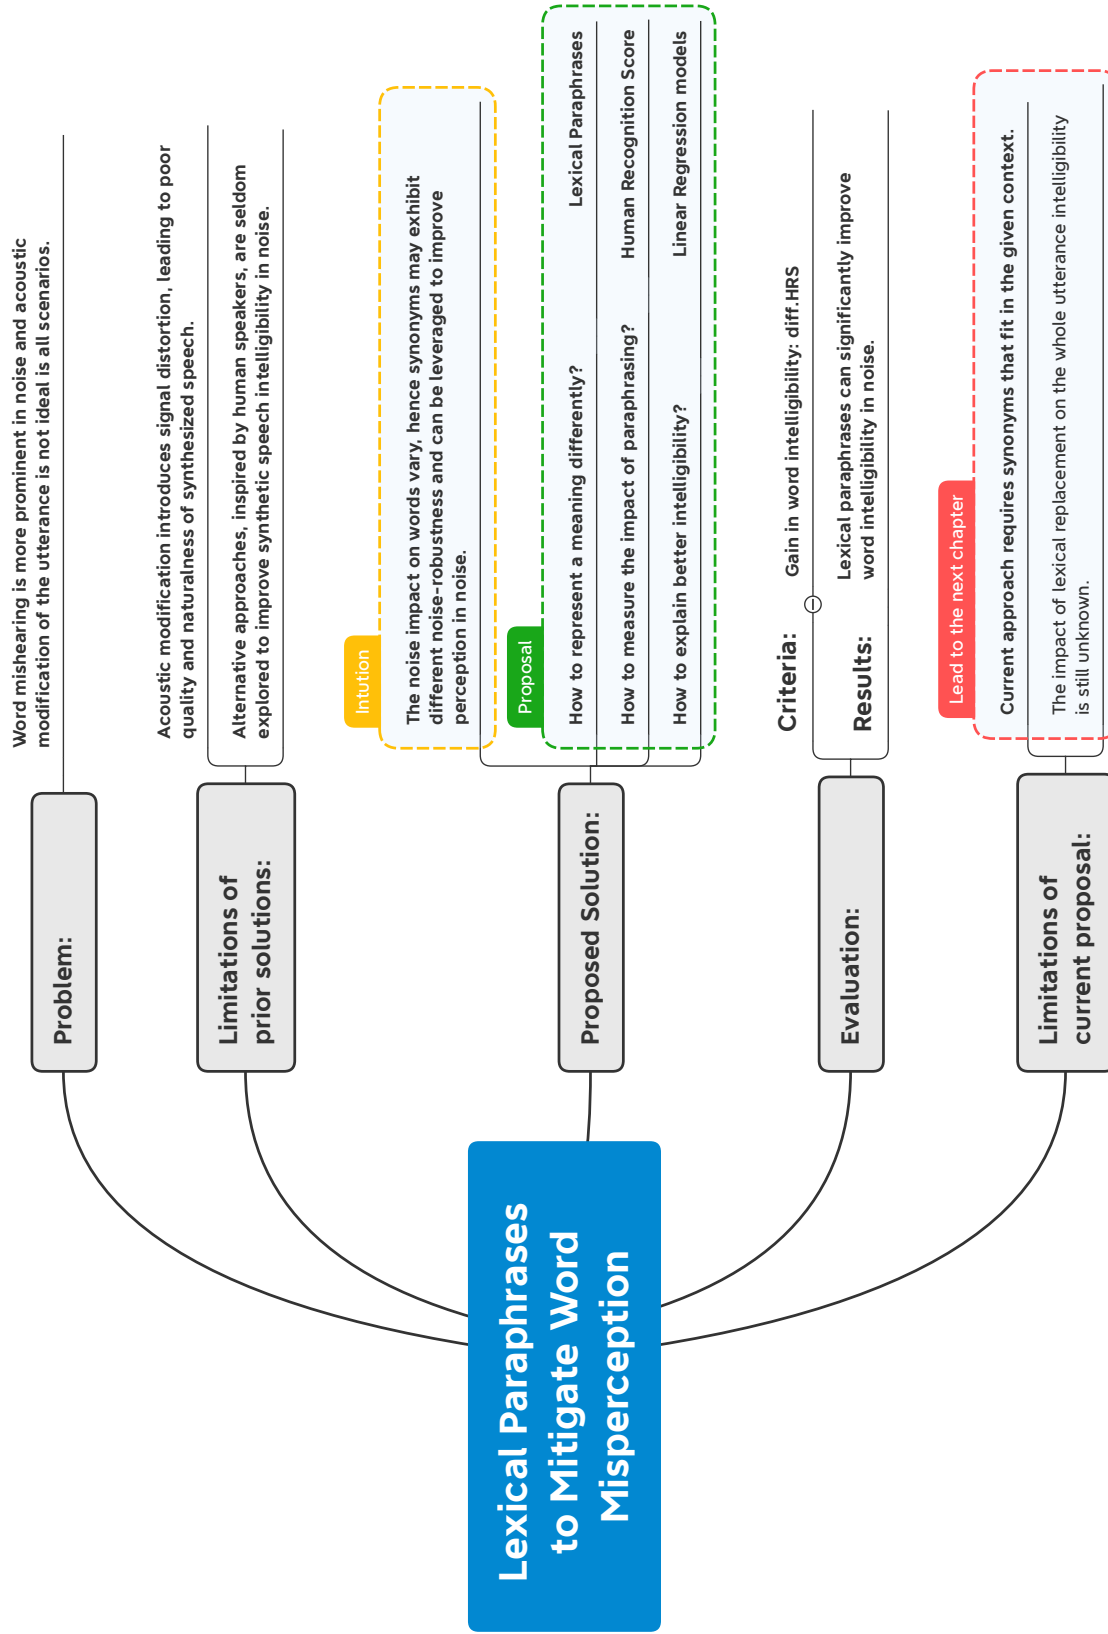 Lexical Paraphrases
to Mitigate Word
Misperception
Problem:
Word mishearing is more prominent in noise and acoustic
modification of the utterance is not ideal is all scenarios.
Limitations of
prior solutions:
Acoustic modification introduces signal distortion, leading to poor
quality and naturalness of synthesized speech.
Alternative approaches, inspired by human speakers, are seldom
explored to improve synthetic speech intelligibility in noise.
Proposed Solution:
Intution
The noise impact on words vary, hence synonyms may exhibit
different noise-robustness and can be leveraged to improve
perception in noise.
Proposal
How to represent a meaning differently? Lexical Paraphrases
How to measure the impact of paraphrasing? Human Recognition Score
How to explain better intelligibility? Linear Regression models
Evaluation:
Criteria: Gain in word intelligibility: diff.HRS
Results: Lexical paraphrases can significantly improve
word intelligibility in noise.
Limitations of
current proposal:
Lead to the next chapter
Current approach requires synonyms that fit in the given context.
The impact of lexical replacement on the whole utterance intelligibility
is still unknown.